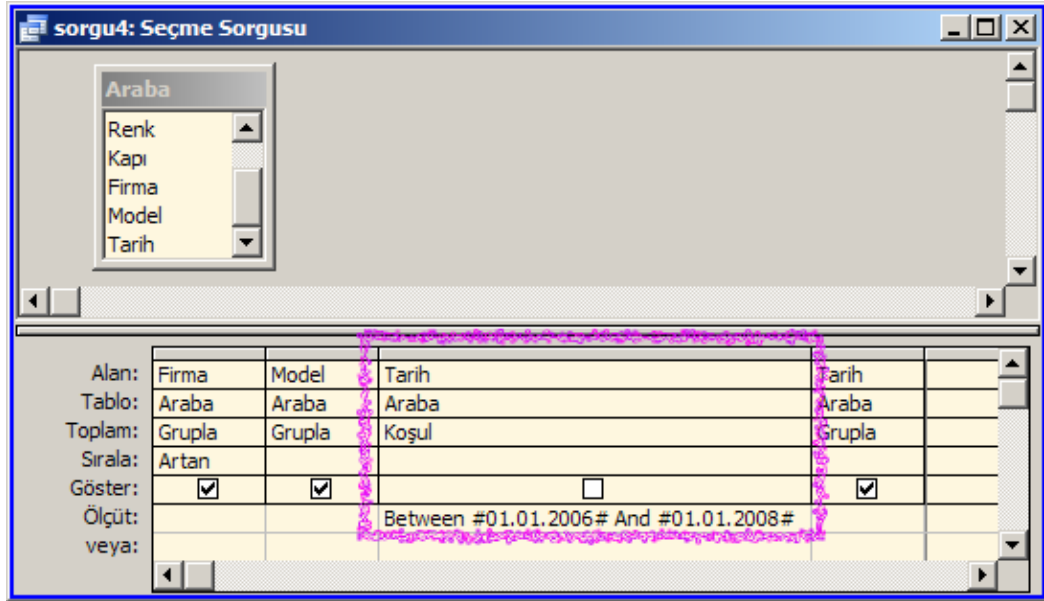 sorgu4: Seçme Sorgusu
Araba
Renk
Kapı
Firma
Model
Tarih
Alan: Firma Model Tarih Tarih
Tablo: Araba Araba Araba Araba
Toplam: Grupla Grupla Koşul Grupla
Sırala: Artan
Göster:
Ölçüt: Between #01.01.2006# And #01.01.2008#
veya: